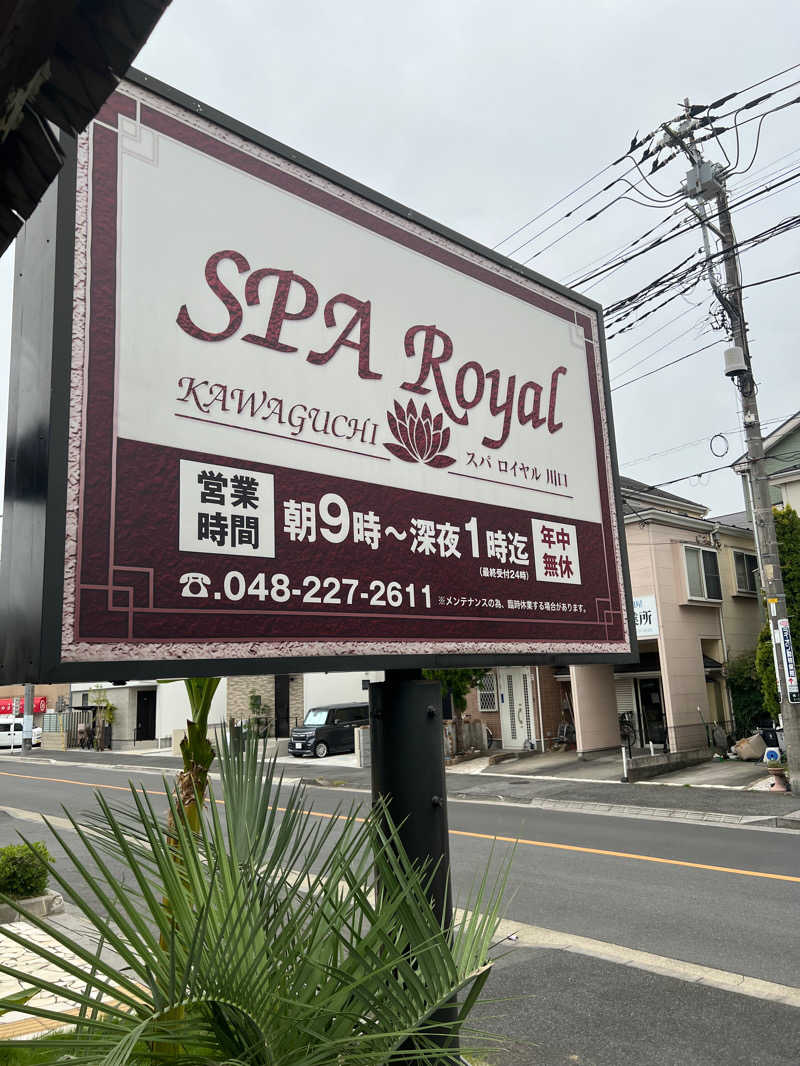 SPA Royal
KAWAGUCHI
スパ ロイヤル 川口
営業
時間
朝9時～深夜1時迄
(最終受付24時)
年中
無休
☎.048-227-2611
※メンテナンスの為、臨時休業する場合があります。